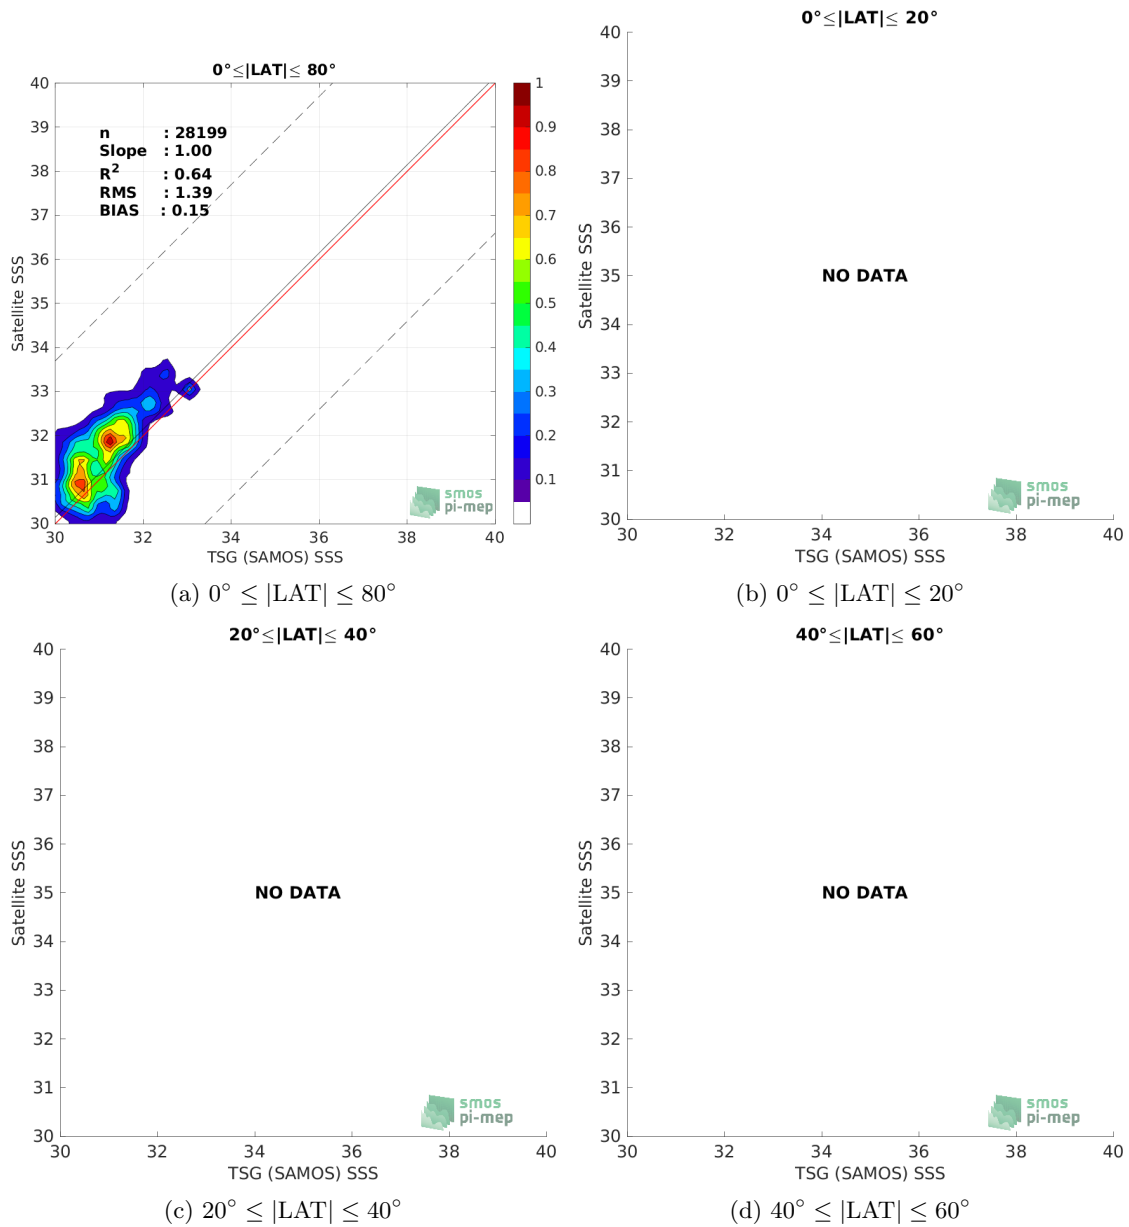 0°≤|LAT|≤ 80°
40
39
38
37
36
35
34
33
32
31
30
Satellite SSS
n : 28199
Slope : 1.00
R² : 0.64
RMS : 1.39
BIAS : 0.15
smos
pi-mep
30 32 34 36 38 40
TSG (SAMOS) SSS
1
0.9
0.8
0.7
0.6
0.5
0.4
0.3
0.2
0.1
(a) 0° ≤ |LAT| ≤ 80°
0°≤|LAT|≤ 20°
40
39
38
37
36
35
34
33
32
31
30
Satellite SSS
NO DATA
smos
pi-mep
30 32 34 36 38 40
TSG (SAMOS) SSS
(b) 0° ≤ |LAT| ≤ 20°
20°≤|LAT|≤ 40°
40
39
38
37
36
35
34
33
32
31
30
Satellite SSS
NO DATA
smos
pi-mep
30 32 34 36 38 40
TSG (SAMOS) SSS
(c) 20° ≤ |LAT| ≤ 40°
40°≤|LAT|≤ 60°
40
39
38
37
36
35
34
33
32
31
30
Satellite SSS
NO DATA
smos
pi-mep
30 32 34 36 38 40
TSG (SAMOS) SSS
(d) 40° ≤ |LAT| ≤ 60°